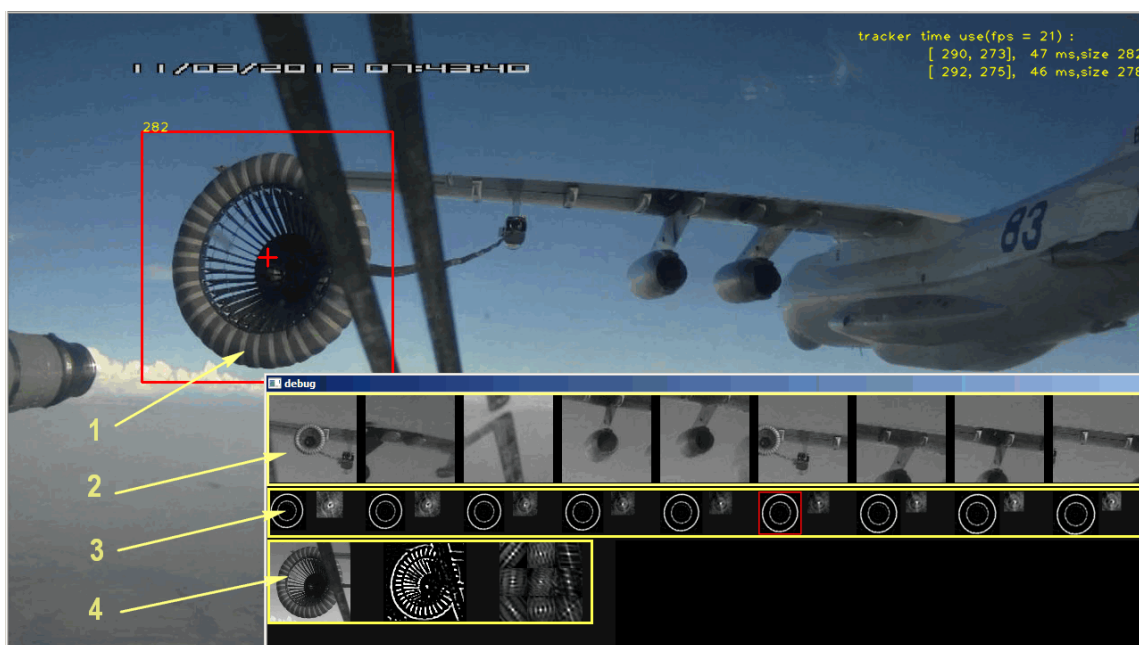 tracker time use(fps = 21) :
[ 290, 273], 47 ms,size 282
[ 292, 275], 46 ms,size 278
11/03/2012 07:43:40
282
83
debug
1
2
3
4